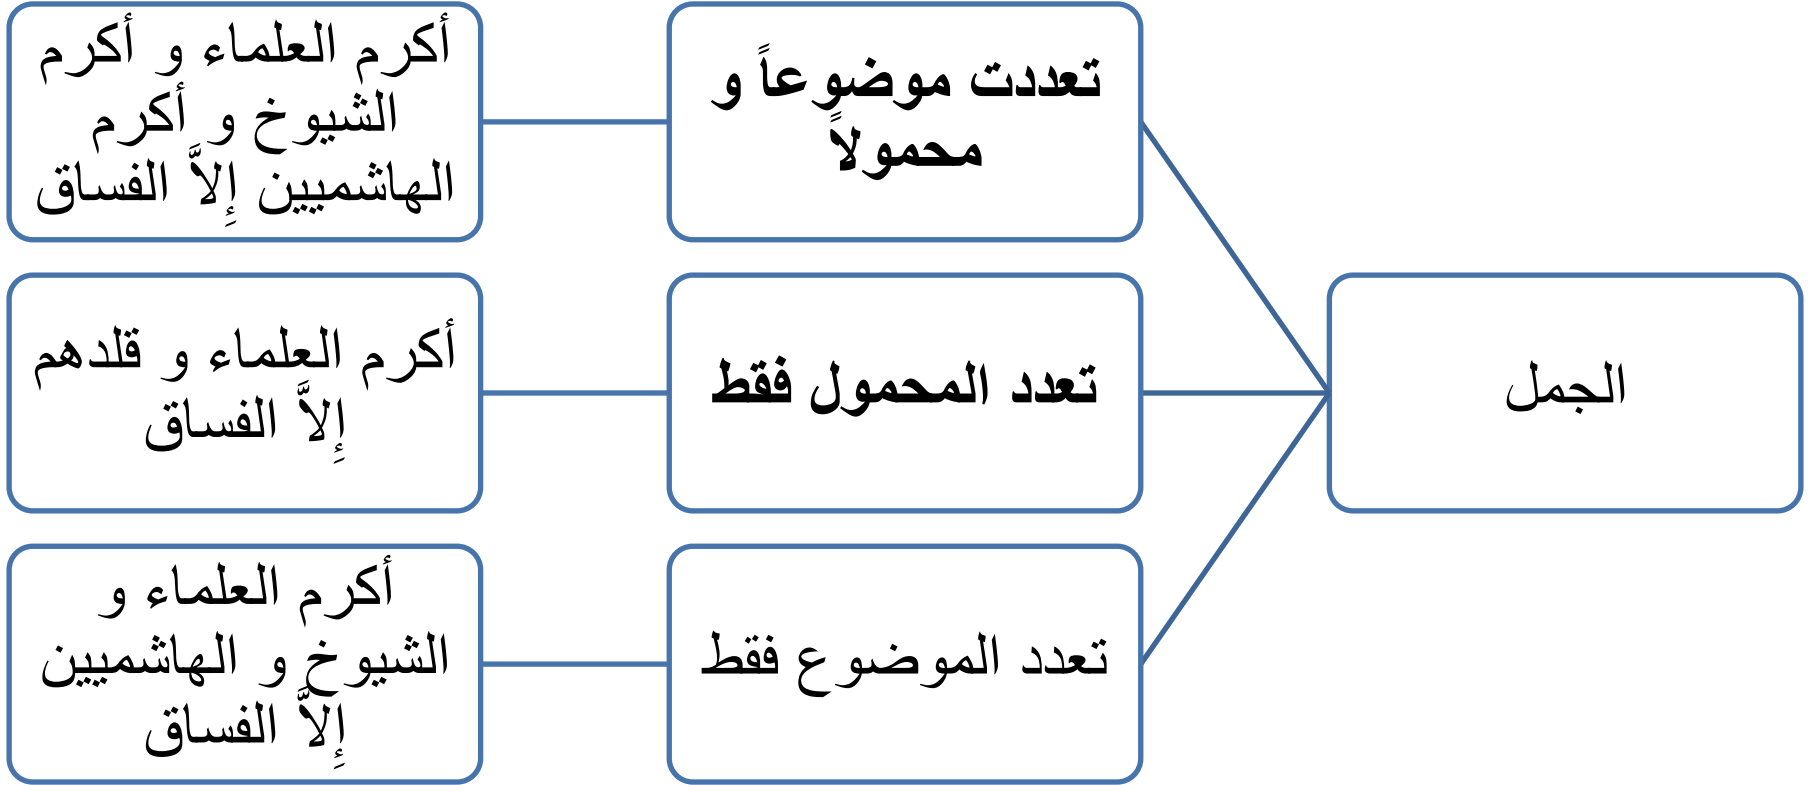 الجمل
تعددت موضوعاً و
محمولاً
أكرم العلماء و أكرم
الشيوخ و أكرم
الهاشميين إِلاَّ الفساق
تعدد المحمول فقط
أكرم العلماء و قلدهم
إِلاَّ الفساق
تعدد الموضوع فقط
أكرم العلماء و
الشيوخ و الهاشميين
إِلاَّ الفساق